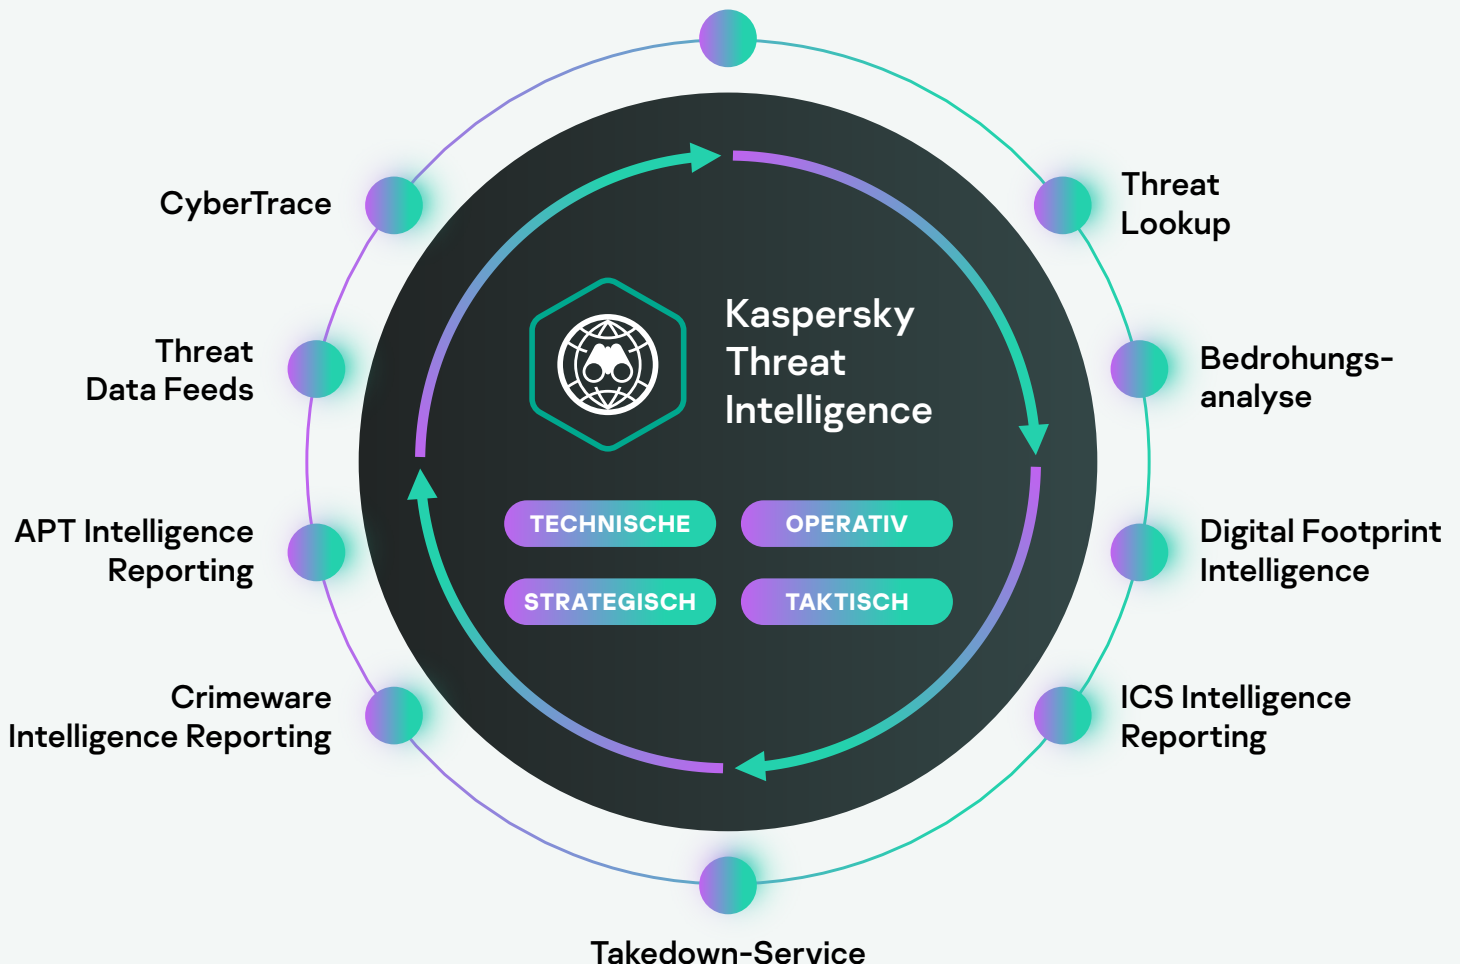 CyberTrace
Threat
Data Feeds
APT Intelligence
Reporting
Crimeware
Intelligence Reporting
Kaspersky
Threat
Intelligence
TECHNISCHE
OPERATIV
STRATEGISCH
TAKTISCH
Threat
Lookup
Bedrohungs-
analyse
Digital Footprint
Intelligence
ICS Intelligence
Reporting
Takedown-Service